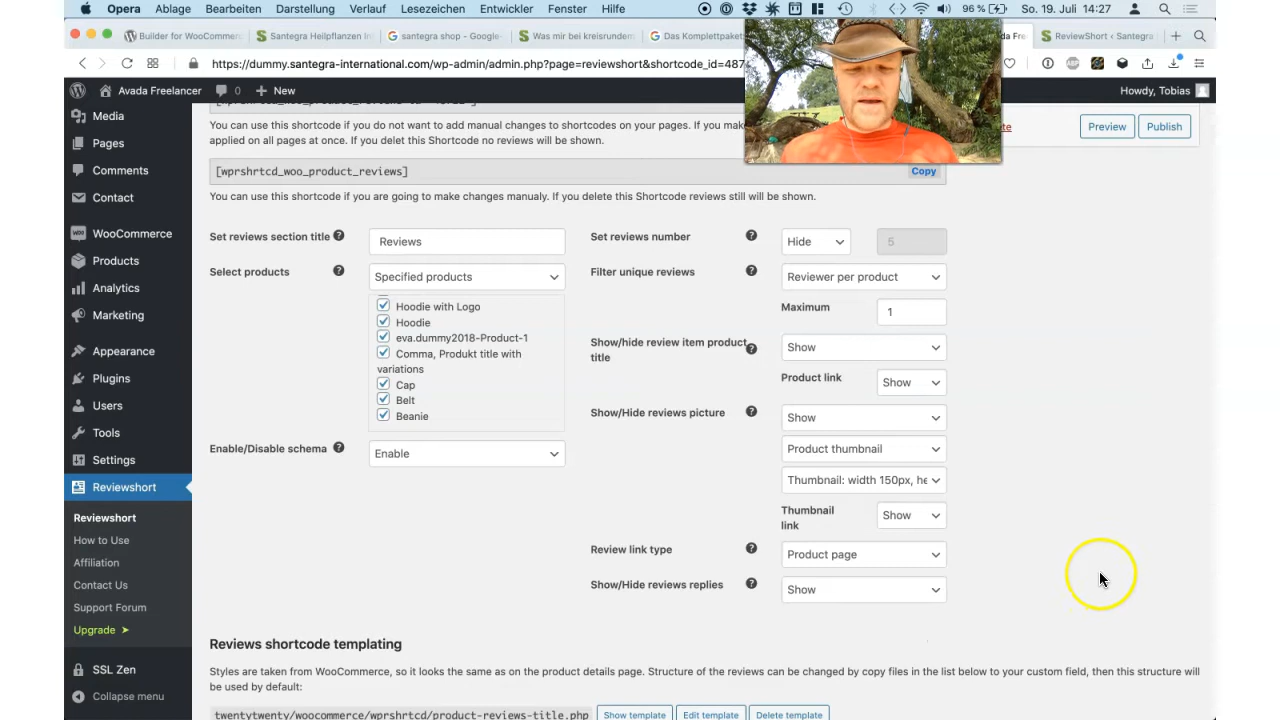 Opera Ablage Bearbeiten Darstellung Verlauf Lesezeichen Entwickler Fenster Hilfe 96 % So. 19. Juli 14:27
Builder for WooCommerc Santegra Heilpflanzen In santegra shop - Google- Was mir bei kreisrunden Das Komplettpaket da Free ReviewShort ‹ Santegra
https://dummy.santegra-international.com/wp-admin/admin.php?page=reviewshort&shortcode_id=487
Avada Freelancer 0 New Howdy, Tobias
Media
Pages
Comments
Contact
WooCommerce
Products
Analytics
Marketing
Appearance
Plugins
Users
Tools
Settings
Reviewshort
Reviewshort
How to Use
Affiliation
Contact Us
Support Forum
Upgrade ➤
SSL Zen
Collapse menu
You can use this shortcode if you do not want to add manual changes to shortcodes on your pages. If you mak
applied on all pages at once. If you delet this Shortcode no reviews will be shown.
Preview Publish
[wprshrtcd_woo_product_reviews] Copy
You can use this shortcode if you are going to make changes manualy. If you delete this Shortcode reviews still will be shown.
Set reviews section title Reviews
Select products Specified products
Hoodie with Logo
Hoodie
eva.dummy2018-Product-1
Comma, Produkt title with
variations
Cap
Belt
Beanie
Enable/Disable schema Enable
Set reviews number Hide 5
Filter unique reviews Reviewer per product
Maximum 1
Show/hide review item product
title
Show
Product link Show
Show/Hide reviews picture Show
Product thumbnail
Thumbnail: width 150px, he
Thumbnail
link
Show
Review link type Product page
Show/Hide reviews replies Show
Reviews shortcode templating
Styles are taken from WooCommerce, so it looks the same as on the product details page. Structure of the reviews can be changed by copy files in the list below to your custom field, then this structure will
be used by default:
twentytwenty/woocommerce/wprshrtcd/product-reviews-title.php Show template Edit template Delete template